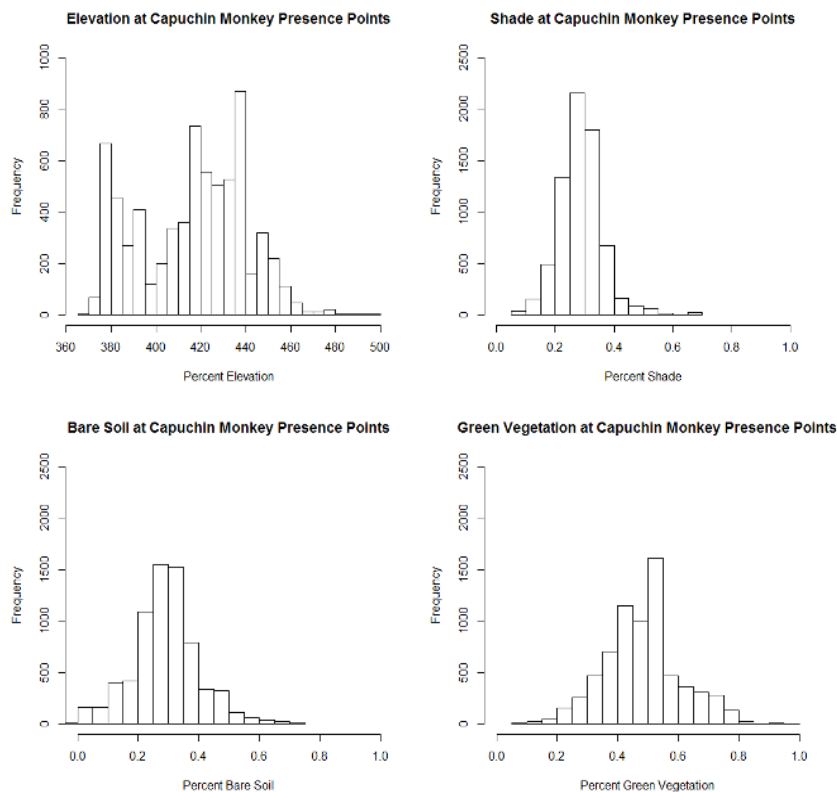 Elevation at Capuchin Monkey Presence Points
Frequency
0 200 400 600 800 1000
360 380 400 420 440 460 480 500
Percent Elevation
Shade at Capuchin Monkey Presence Points
Frequency
0 500 1000 1500 2000 2500
0.0 0.2 0.4 0.6 0.8 1.0
Percent Shade
Bare Soil at Capuchin Monkey Presence Points
Frequency
0 500 1000 1500 2000 2500
0.0 0.2 0.4 0.6 0.8 1.0
Percent Bare Soil
Green Vegetation at Capuchin Monkey Presence Points
Frequency
0 500 1000 1500 2000 2500
0.0 0.2 0.4 0.6 0.8 1.0
Percent Green Vegetation